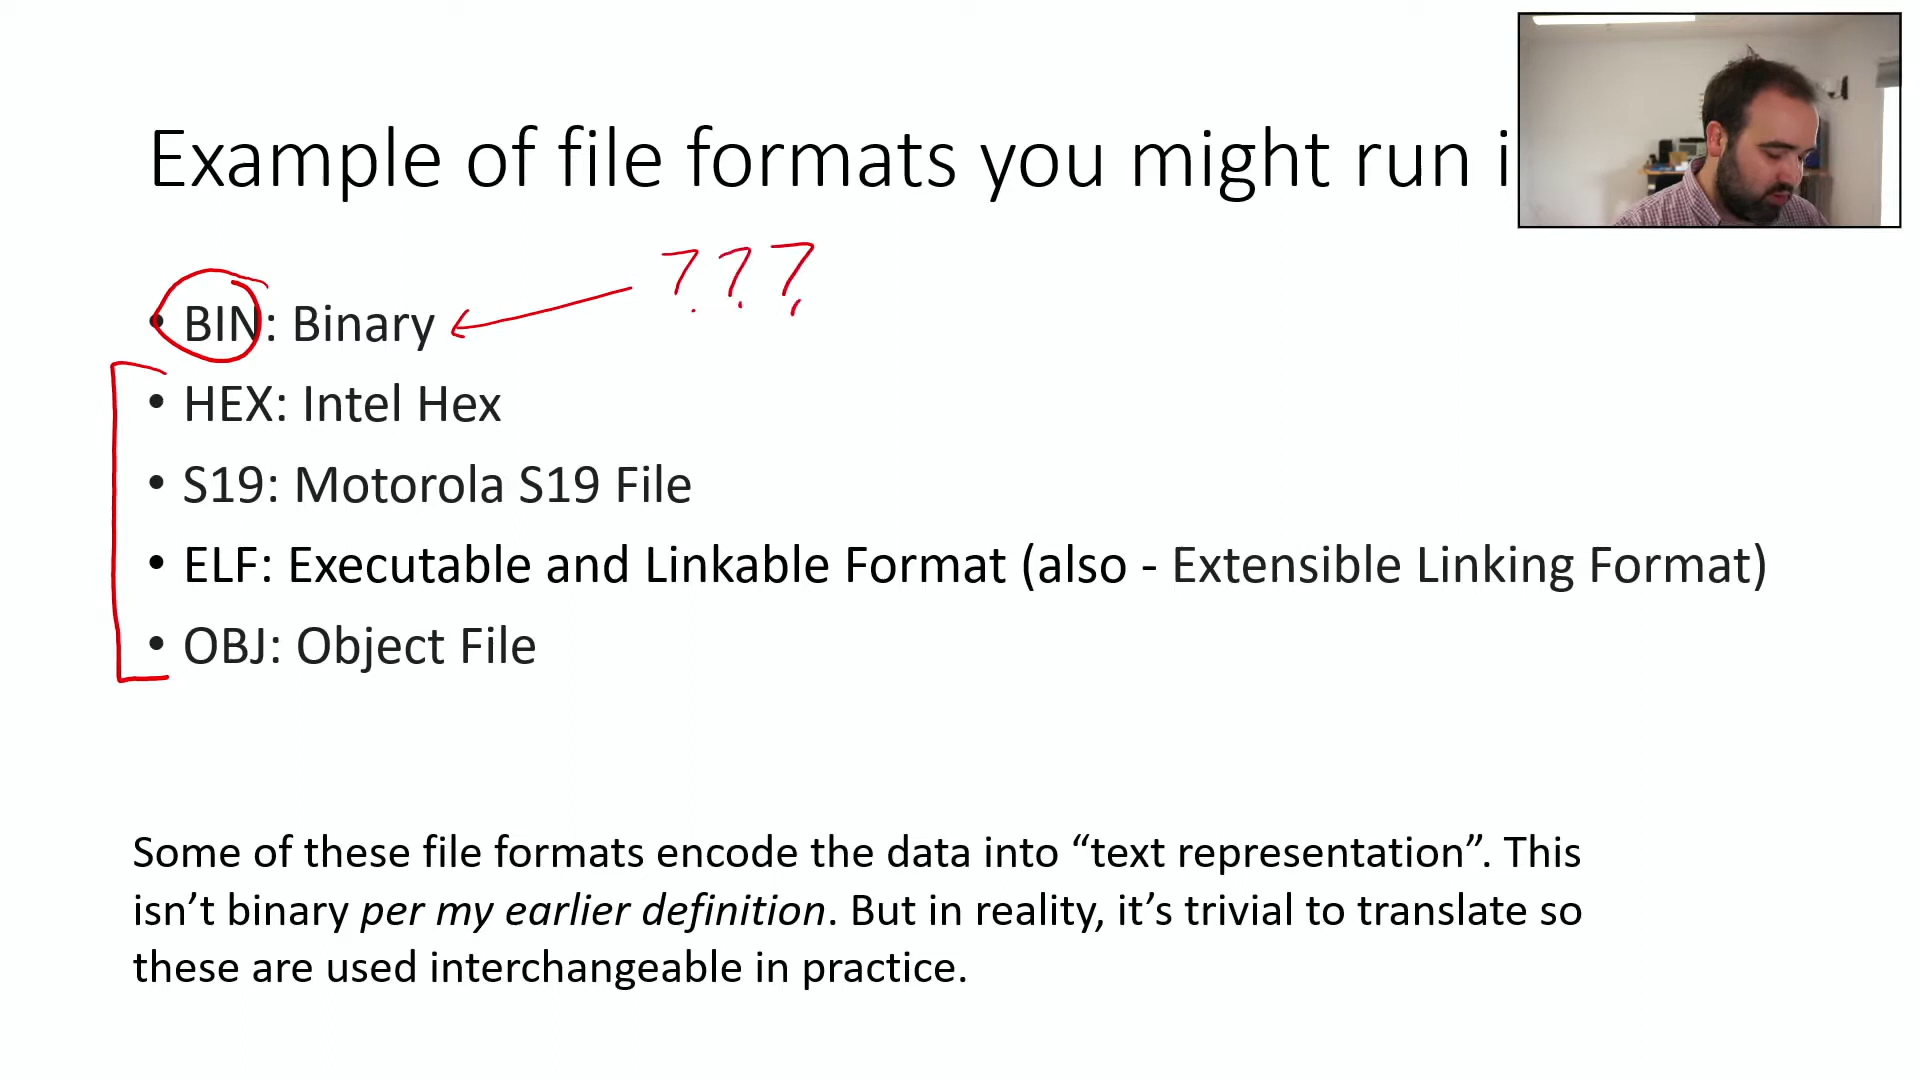 Example of file formats you might run i
???
• BIN: Binary
• HEX: Intel Hex
• S19: Motorola S19 File
• ELF: Executable and Linkable Format (also - Extensible Linking Format)
• OBJ: Object File
Some of these file formats encode the data into “text representation”. This
isn’t binary per my earlier definition. But in reality, it’s trivial to translate so
these are used interchangeable in practice.